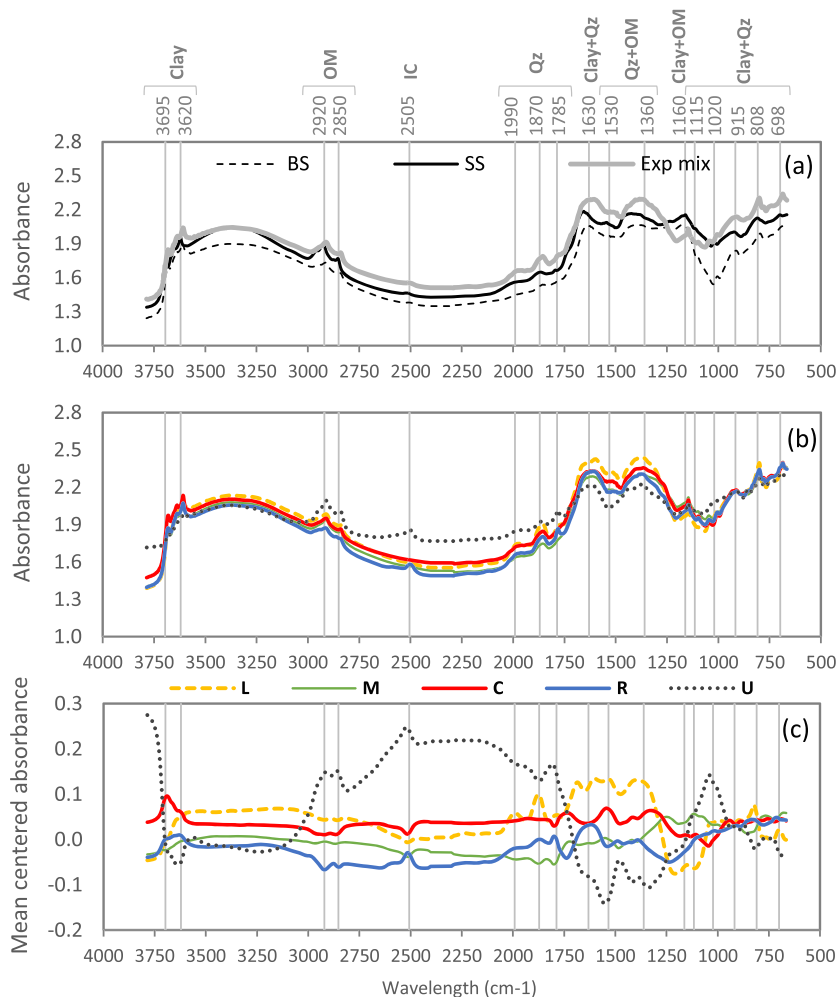 Clay
OM
IC
Qz
Clay+Qz
Qz+OM
Clay+OM
Clay+Qz
3695
3620
2920
2850
2505
1990
1870
1785
1630
1530
1360
1160
1115
1020
915
808
698
Absorbance
2.8
2.5
2.2
1.9
1.6
1.3
1.0
BS
SS
Exp mix
(a)
4000 3750 3500 3250 3000 2750 2500 2250 2000 1750 1500 1250 1000 750 500
Absorbance
2.8
2.5
2.2
1.9
1.6
1.3
1.0
(b)
4000 3750 3500 3250 3000 2750 2500 2250 2000 1750 1500 1250 1000 750 500
L M C R U
Mean centered absorbance
0.3
0.2
0.1
0.0
-0.1
-0.2
(c)
4000 3750 3500 3250 3000 2750 2500 2250 2000 1750 1500 1250 1000 750 500
Wavelength (cm-1)